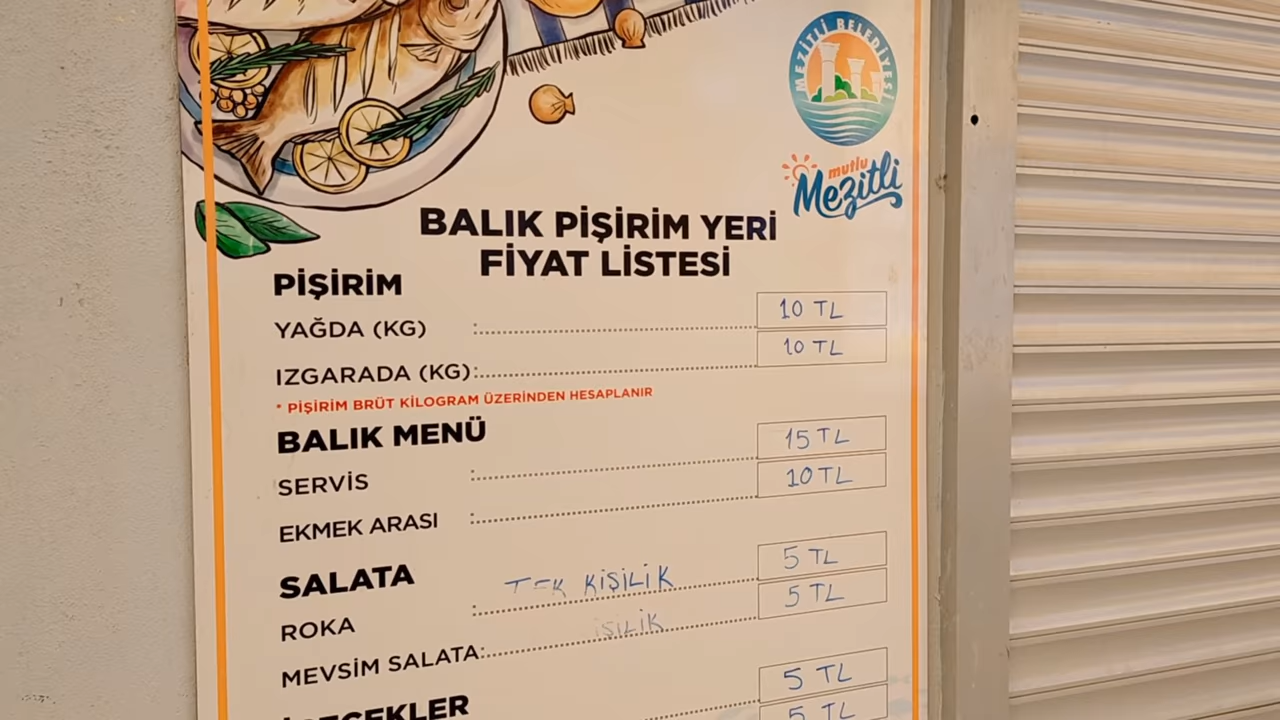 MEZİTLİ BELEDİYESİ
mutlu
Mezitli
BALIK PİŞİRİM YERİ
FİYAT LİSTESİ
PİŞİRİM
YAĞDA (KG) : 10 TL
IZGARADA (KG): 10 TL
* PİŞİRİM BRÜT KİLOGRAM ÜZERİNDEN HESAPLANIR
BALIK MENÜ
SERVİS : 15 TL
EKMEK ARASI : 10 TL
SALATA
ROKA : TEK KİŞİLİK 5 TL
MEVSİM SALATA: 5 TL
5 TL
5 TL